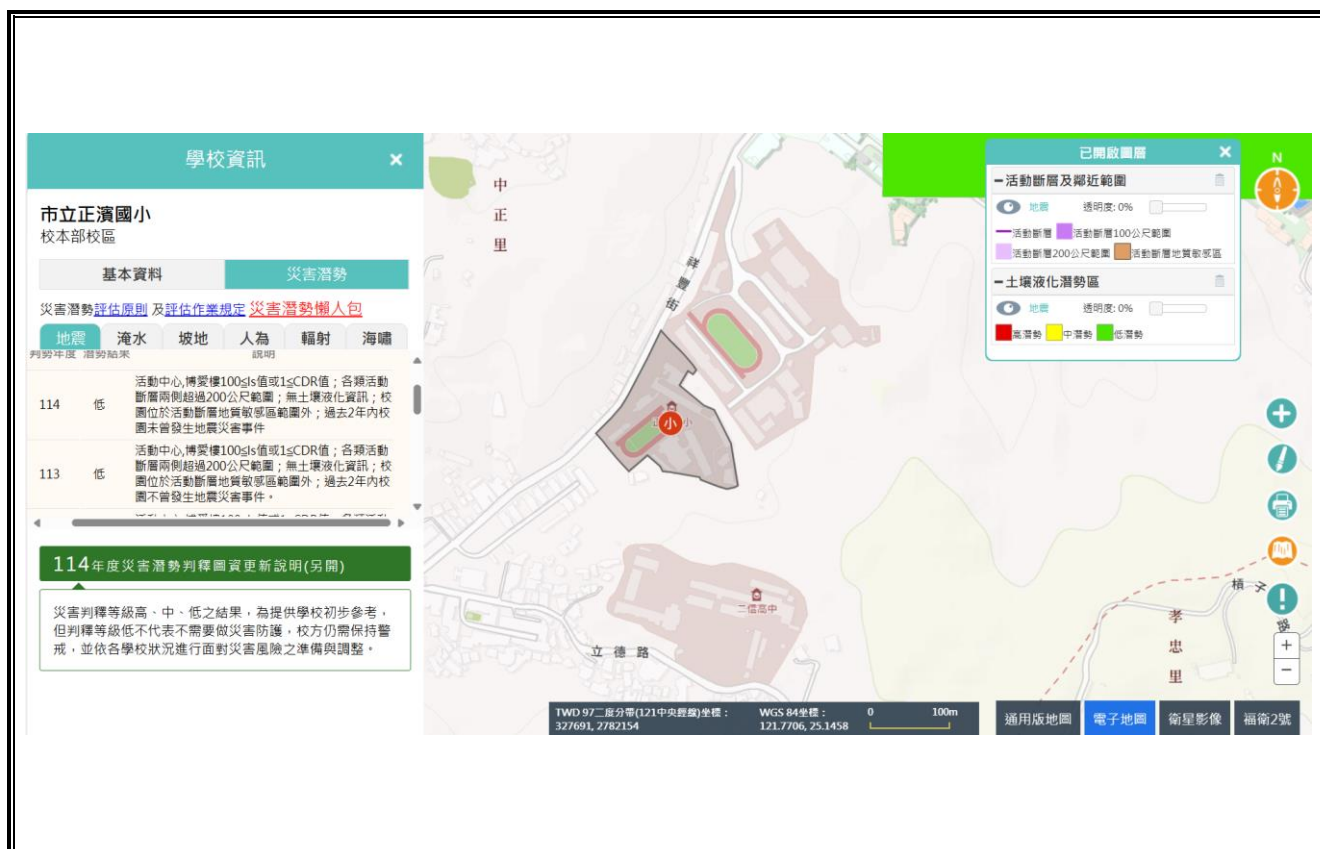 學校資訊 ×
市立正濱國小
校本部校區
基本資料 災害潛勢
災害潛勢評估原則 及評估作業規定 災害潛勢懶人包
地震 淹水 坡地 人為 輻射 海嘯
判勢年度 潛勢結果 說明
114 低 活動中心,博愛樓100≤Is值或1≤CDR值；各類活動
斷層兩側超過200公尺範圍；無土壤液化資訊；校
園位於活動斷層地質敏感區範圍外；過去2年內校
園未曾發生地震災害事件
113 低 活動中心,博愛樓100≤Is值或1≤CDR值；各類活動
斷層兩側超過200公尺範圍；無土壤液化資訊；校
園位於活動斷層地質敏感區範圍外；過去2年內校
園不曾發生地震災害事件。
114年度災害潛勢判釋圖資更新說明(另開)
災害判釋等級高、中、低之結果，為提供學校初步參考，
但判釋等級低不代表不需要做災害防護，校方仍需保持警
戒，並依各學校狀況進行面對災害風險之準備與調整。
中正里
祥豐街
小
二信高中
立德路
孝忠里
槓子
已開啟圖層 ×
活動斷層及鄰近範圍
地震 透明度: 0%
活動斷層 活動斷層100公尺範圍
活動斷層200公尺範圍 活動斷層地質敏感區
土壤液化潛勢區
地震 透明度: 0%
高潛勢 中潛勢 低潛勢
N
+
−
TWD 97二度分帶(121中央經線)坐標： WGS 84坐標： 0 100m
327691, 2782154 121.7706, 25.1458
通用版地圖 電子地圖 衛星影像 福衛2號